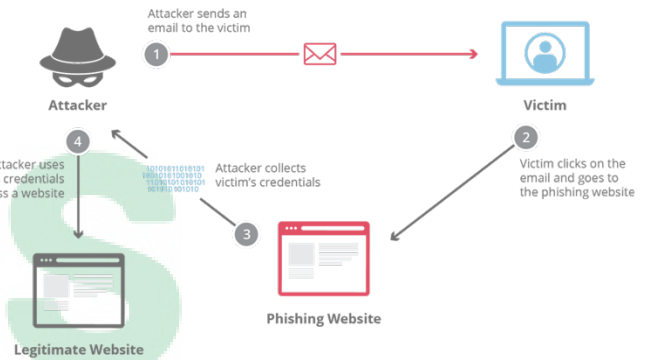 Attacker sends an
email to the victim
1
Attacker
Victim
4
2
uses
credentials
a website
10101011010101
Attacker collects
victim's credentials
Victim clicks on the
email and goes to
the phishing website
3
Phishing Website
Legitimate Website